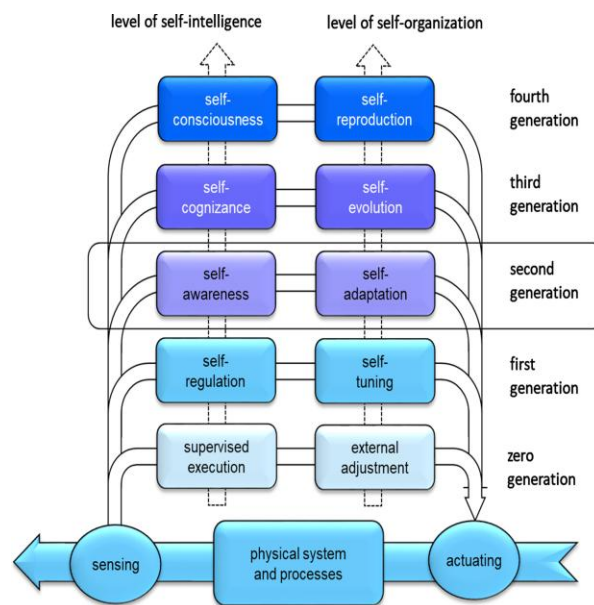 level of self-intelligence
level of self-organization
self-
consciousness
self-
reproduction
fourth
generation
self-
cognizance
self-
evolution
third
generation
self-
awareness
self-
adaptation
second
generation
self-
regulation
self-
tuning
first
generation
supervised
execution
external
adjustment
zero
generation
sensing
physical system
and processes
actuating